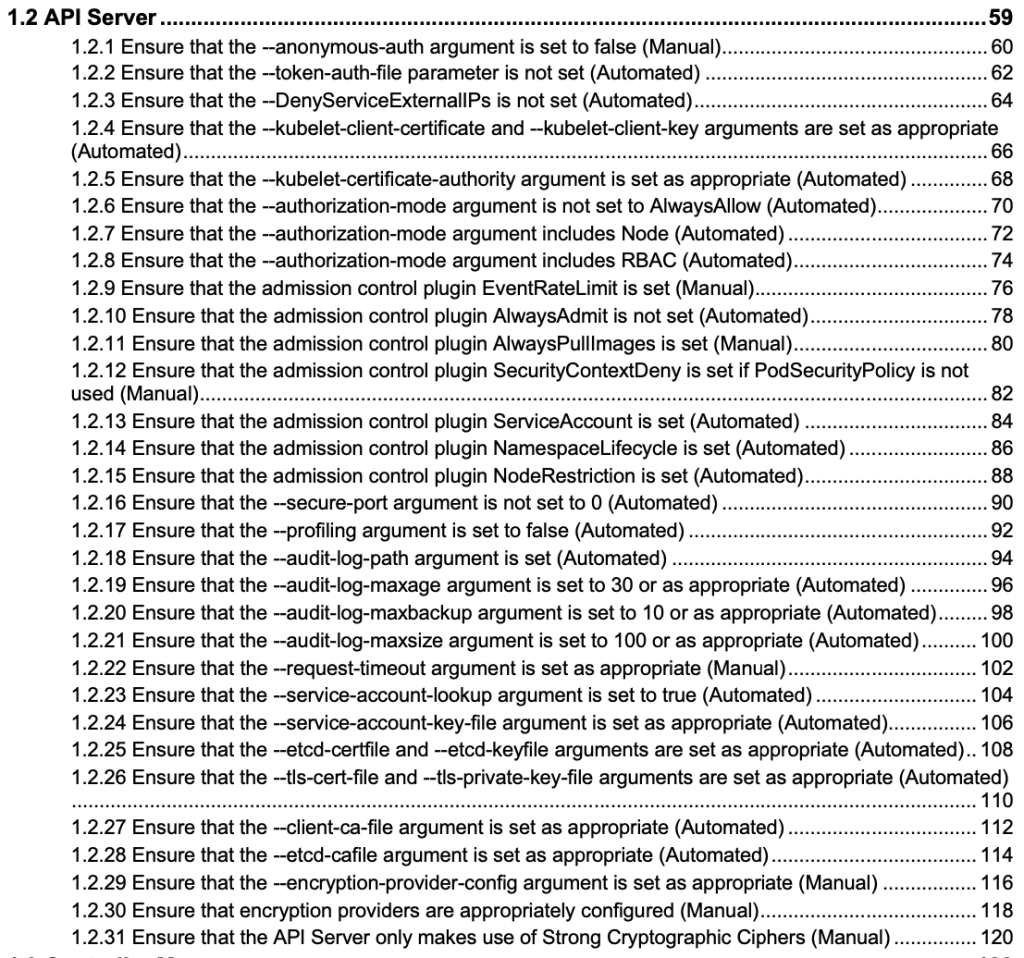 1.2 API Server ........................................................................ 59
1.2.1 Ensure that the --anonymous-auth argument is set to false (Manual) ........ 60
1.2.2 Ensure that the --token-auth-file parameter is not set (Automated) ........ 62
1.2.3 Ensure that the --DenyServiceExternalIPs is not set (Automated) ........ 64
1.2.4 Ensure that the --kubelet-client-certificate and --kubelet-client-key arguments are set as appropriate
(Automated) ........ 66
1.2.5 Ensure that the --kubelet-certificate-authority argument is set as appropriate (Automated) ........ 68
1.2.6 Ensure that the --authorization-mode argument is not set to AlwaysAllow (Automated) ........ 70
1.2.7 Ensure that the --authorization-mode argument includes Node (Automated) ........ 72
1.2.8 Ensure that the --authorization-mode argument includes RBAC (Automated) ........ 74
1.2.9 Ensure that the admission control plugin EventRateLimit is set (Manual) ........ 76
1.2.10 Ensure that the admission control plugin AlwaysAdmit is not set (Automated) ........ 78
1.2.11 Ensure that the admission control plugin AlwaysPullImages is set (Manual) ........ 80
1.2.12 Ensure that the admission control plugin SecurityContextDeny is set if PodSecurityPolicy is not
used (Manual) ........ 82
1.2.13 Ensure that the admission control plugin ServiceAccount is set (Automated) ........ 84
1.2.14 Ensure that the admission control plugin NamespaceLifecycle is set (Automated) ........ 86
1.2.15 Ensure that the admission control plugin NodeRestriction is set (Automated) ........ 88
1.2.16 Ensure that the --secure-port argument is not set to 0 (Automated) ........ 90
1.2.17 Ensure that the --profiling argument is set to false (Automated) ........ 92
1.2.18 Ensure that the --audit-log-path argument is set (Automated) ........ 94
1.2.19 Ensure that the --audit-log-maxage argument is set to 30 or as appropriate (Automated) ........ 96
1.2.20 Ensure that the --audit-log-maxbackup argument is set to 10 or as appropriate (Automated) ........ 98
1.2.21 Ensure that the --audit-log-maxsize argument is set to 100 or as appropriate (Automated) ........ 100
1.2.22 Ensure that the --request-timeout argument is set as appropriate (Manual) ........ 102
1.2.23 Ensure that the --service-account-lookup argument is set to true (Automated) ........ 104
1.2.24 Ensure that the --service-account-key-file argument is set as appropriate (Automated) ........ 106
1.2.25 Ensure that the --etcd-certfile and --etcd-keyfile arguments are set as appropriate (Automated) .. 108
1.2.26 Ensure that the --tls-cert-file and --tls-private-key-file arguments are set as appropriate (Automated)
........ 110
1.2.27 Ensure that the --client-ca-file argument is set as appropriate (Automated) ........ 112
1.2.28 Ensure that the --etcd-cafile argument is set as appropriate (Automated) ........ 114
1.2.29 Ensure that the --encryption-provider-config argument is set as appropriate (Manual) ........ 116
1.2.30 Ensure that encryption providers are appropriately configured (Manual) ........ 118
1.2.31 Ensure that the API Server only makes use of Strong Cryptographic Ciphers (Manual) ........ 120